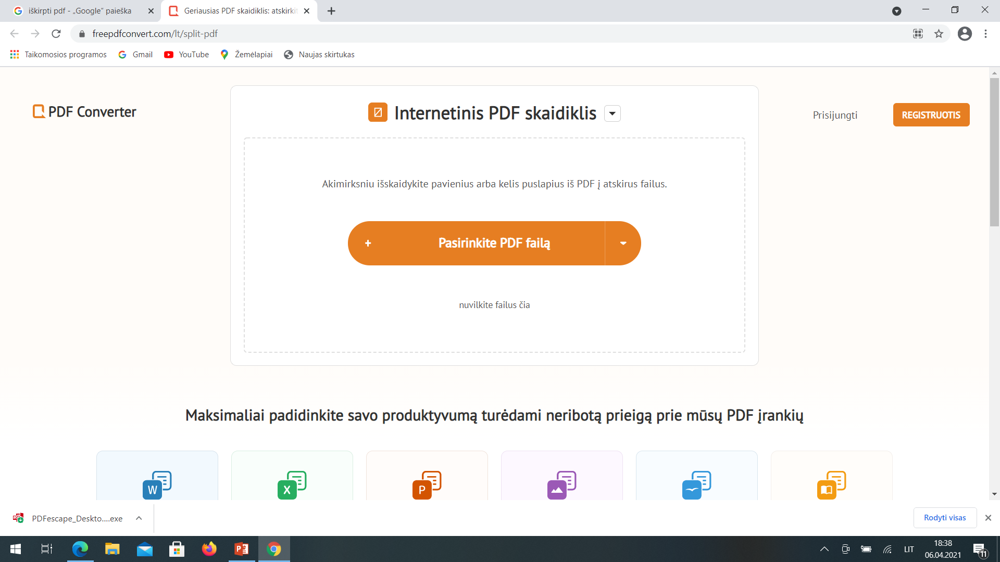 iškirpti pdf - „Google“ paieška
Geriausias PDF skaidiklis: atskirkit
freepdfconvert.com/lt/split-pdf
Taikomosios programos
Gmail
YouTube
Žemėlapiai
Naujas skirtukas
PDF Converter
Internetinis PDF skaidiklis
Prisijungti
REGISTRUOTIS
Akimirksniu išskaidykite pavienius arba kelis puslapius iš PDF į atskirus failus.
+ Pasirinkite PDF failą
nuvilkite failus čia
Maksimaliai padidinkite savo produktyvumą turėdami neribotą prieigą prie mūsų PDF įrankių
W
X
P
PDFescape_Deskto....exe
Rodyti visas
LIT
18:38
06.04.2021
11